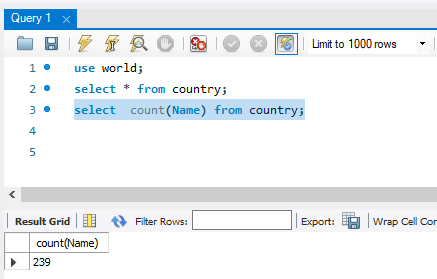 Query 1
Limit to 1000 rows
1 use world;
2 select * from country;
3 select count(Name) from country;
4
5
Result Grid Filter Rows: Export: Wrap Cell Con
count(Name)
239